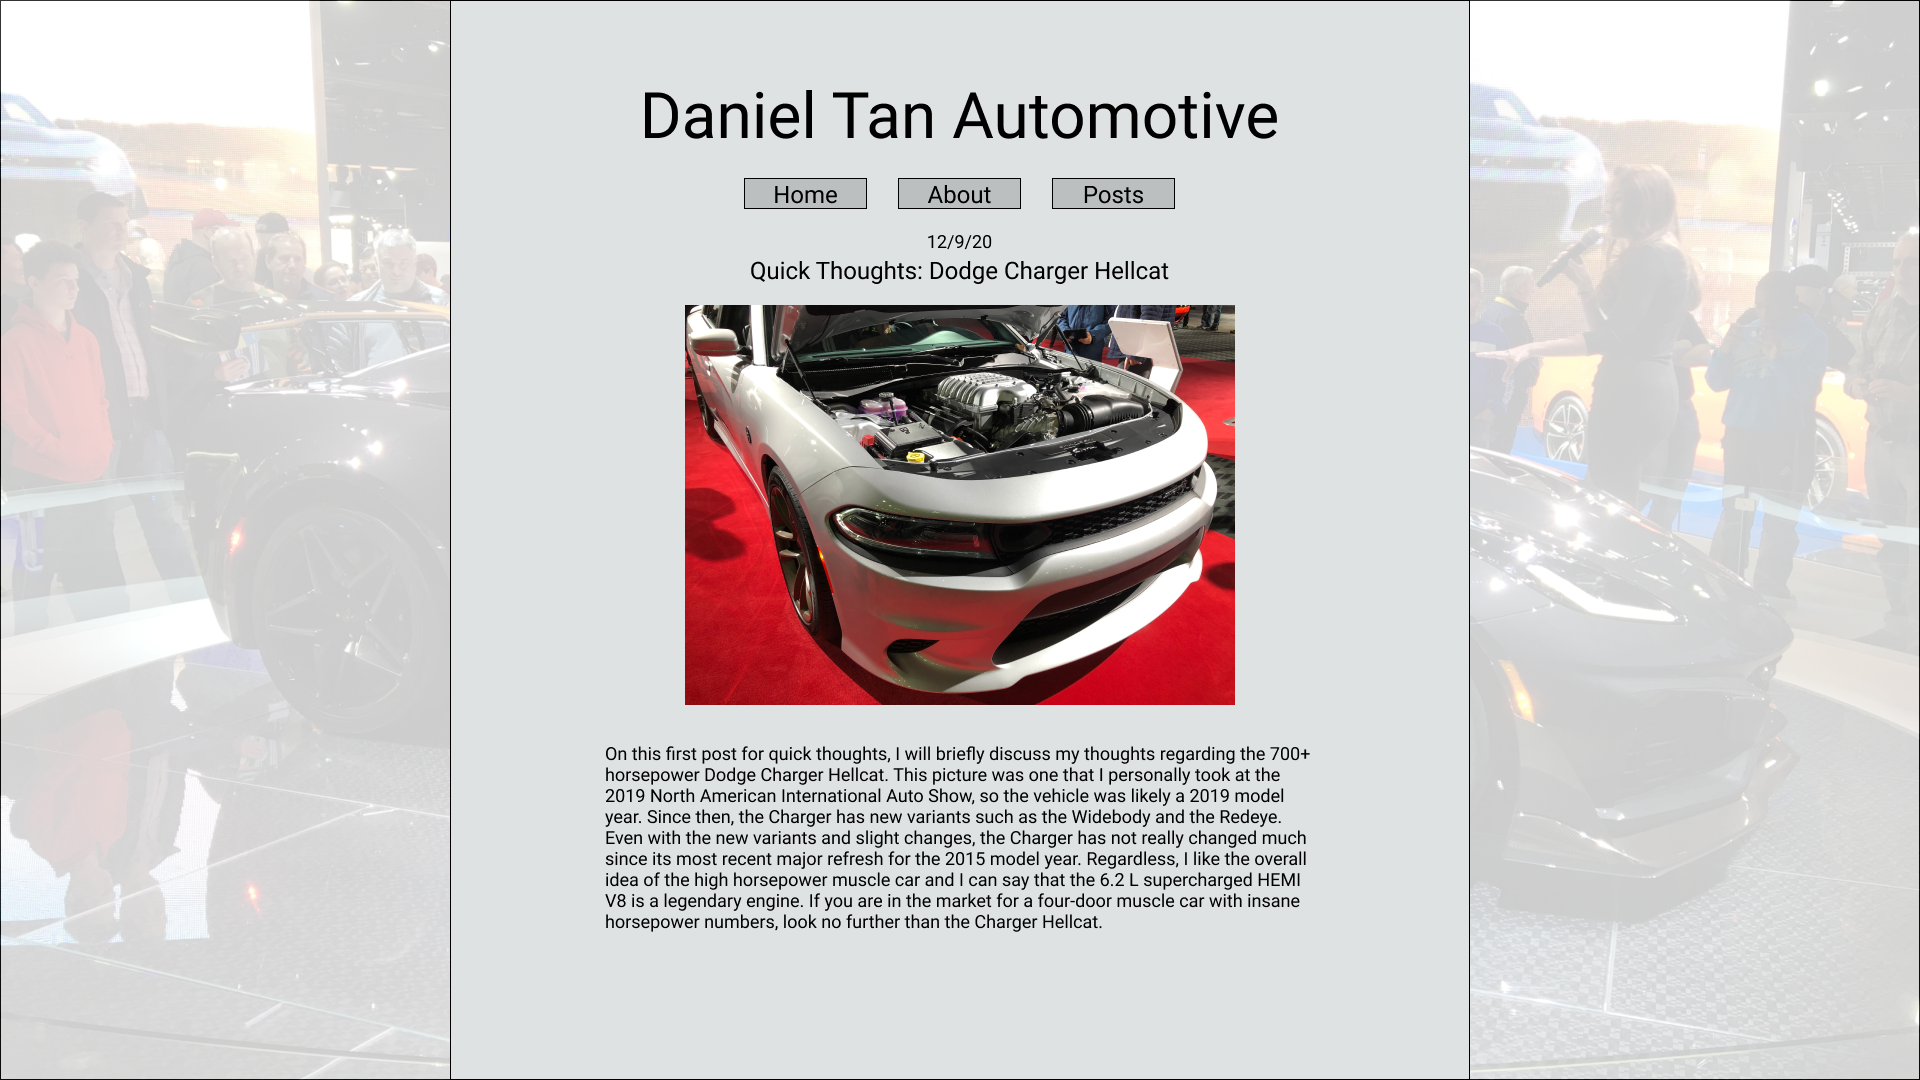 Daniel Tan Automotive
Home
About
Posts
12/9/20
Quick Thoughts: Dodge Charger Hellcat
On this first post for quick thoughts, I will briefly discuss my thoughts regarding the 700+
horsepower Dodge Charger Hellcat. This picture was one that I personally took at the
2019 North American International Auto Show, so the vehicle was likely a 2019 model
year. Since then, the Charger has new variants such as the Widebody and the Redeye.
Even with the new variants and slight changes, the Charger has not really changed much
since its most recent major refresh for the 2015 model year. Regardless, I like the overall
idea of the high horsepower muscle car and I can say that the 6.2 L supercharged HEMI
V8 is a legendary engine. If you are in the market for a four-door muscle car with insane
horsepower numbers, look no further than the Charger Hellcat.